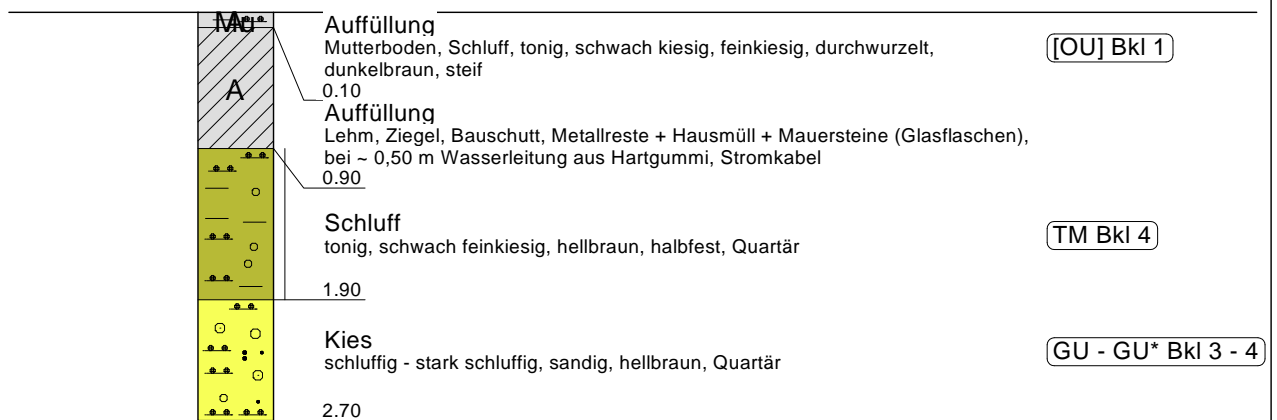 Mu
A
Auffüllung
Mutterboden, Schluff, tonig, schwach kiesig, feinkiesig, durchwurzelt,
dunkelbraun, steif
[OU] Bkl 1
0.10
A
Auffüllung
Lehm, Ziegel, Bauschutt, Metallreste + Hausmüll + Mauersteine (Glasflaschen),
bei ~ 0,50 m Wasserleitung aus Hartgummi, Stromkabel
0.90
Schluff
tonig, schwach feinkiesig, hellbraun, halbfest, Quartär
TM Bkl 4
1.90
Kies
schluffig - stark schluffig, sandig, hellbraun, Quartär
GU - GU* Bkl 3 - 4
2.70